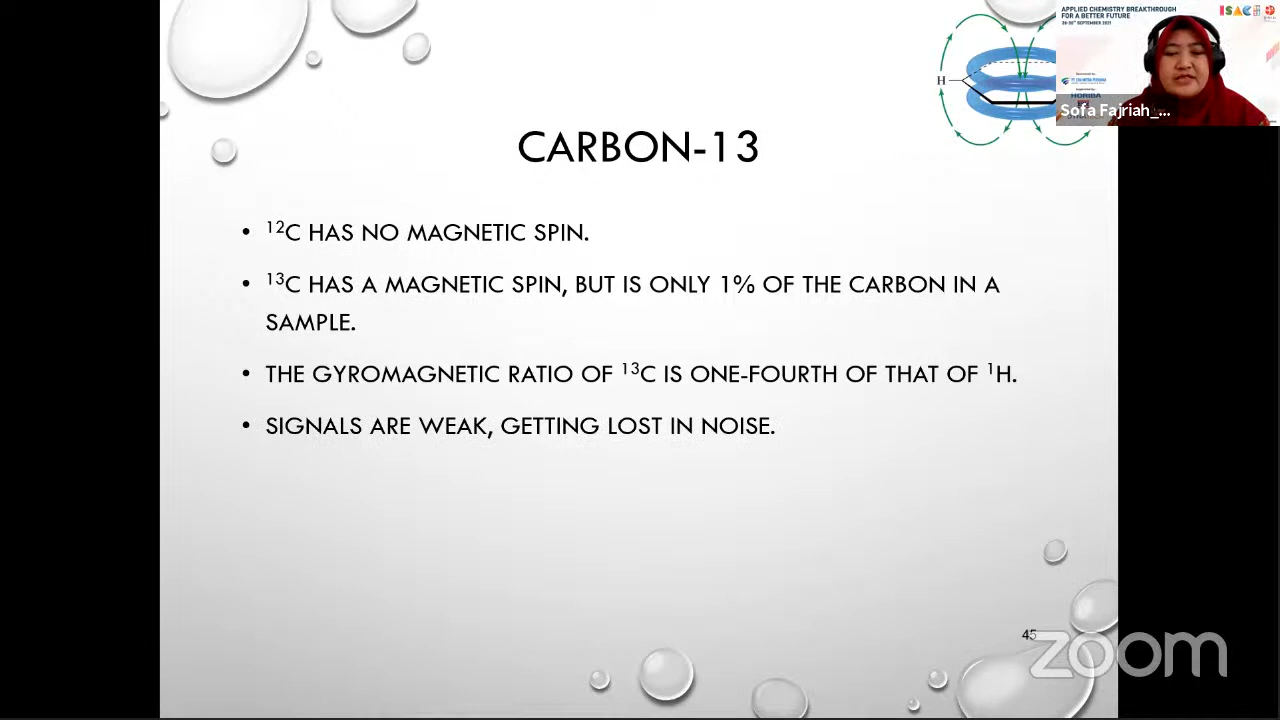 APPLIED CHEMISTRY BREAKTHROUGH
FOR A BETTER FUTURE
ISAC
HORIBA
Sofa Fajriah_...
H
CARBON-13
• ¹²C HAS NO MAGNETIC SPIN.
• ¹³C HAS A MAGNETIC SPIN, BUT IS ONLY 1% OF THE CARBON IN A
SAMPLE.
• THE GYROMAGNETIC RATIO OF ¹³C IS ONE-FOURTH OF THAT OF ¹H.
• SIGNALS ARE WEAK, GETTING LOST IN NOISE.
45
zoom